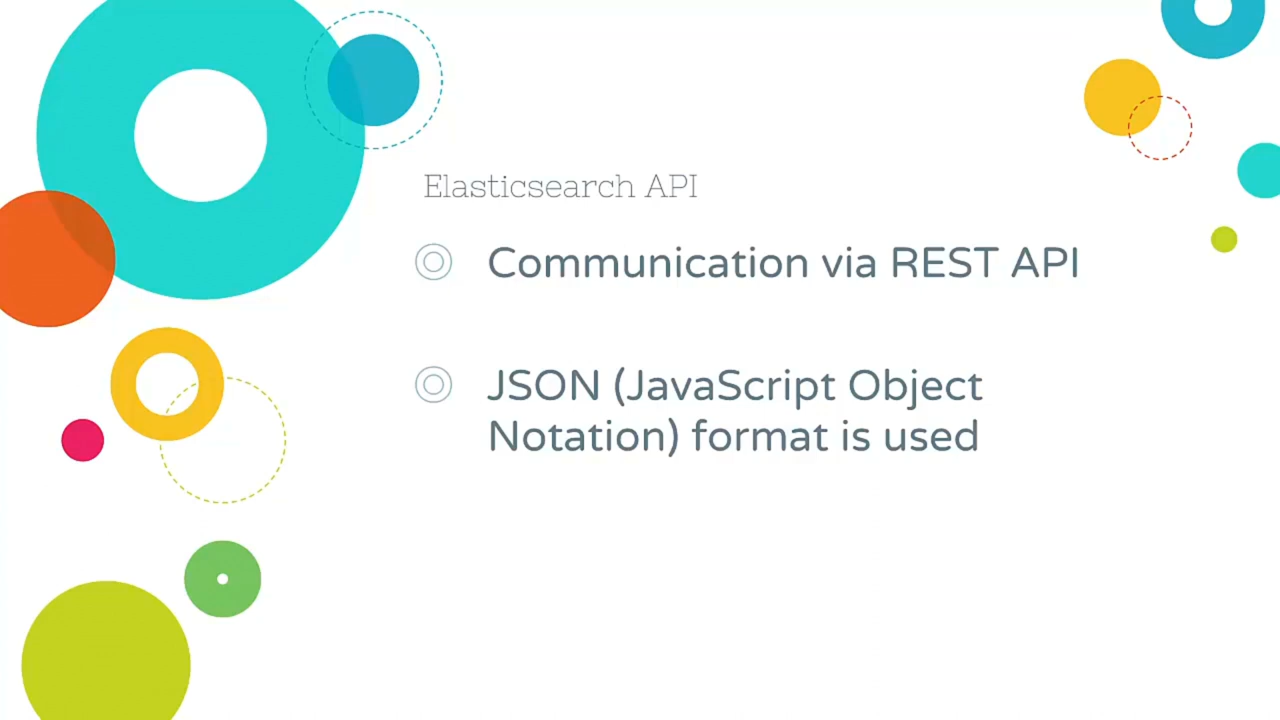 Elasticsearch API
Communication via REST API
JSON (JavaScript Object
Notation) format is used